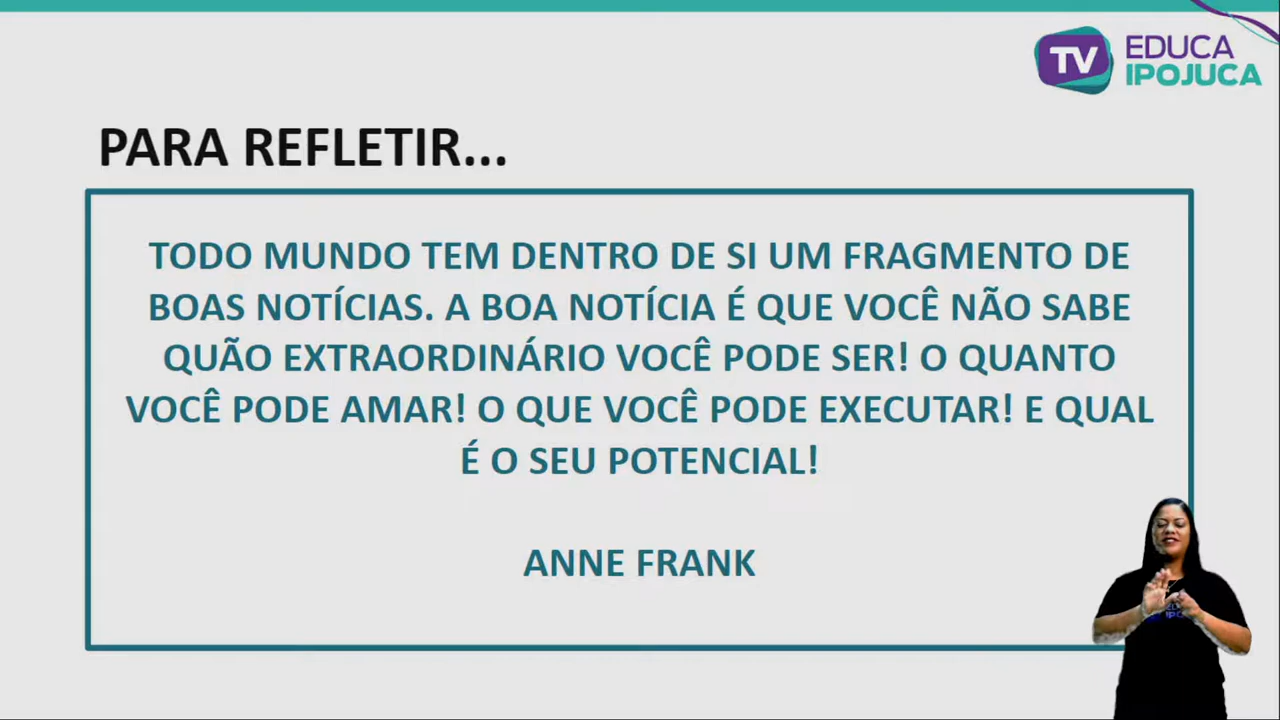 TV EDUCA
IPOJUCA
PARA REFLETIR...
TODO MUNDO TEM DENTRO DE SI UM FRAGMENTO DE
BOAS NOTÍCIAS. A BOA NOTÍCIA É QUE VOCÊ NÃO SABE
QUÃO EXTRAORDINÁRIO VOCÊ PODE SER! O QUANTO
VOCÊ PODE AMAR! O QUE VOCÊ PODE EXECUTAR! E QUAL
É O SEU POTENCIAL!
ANNE FRANK